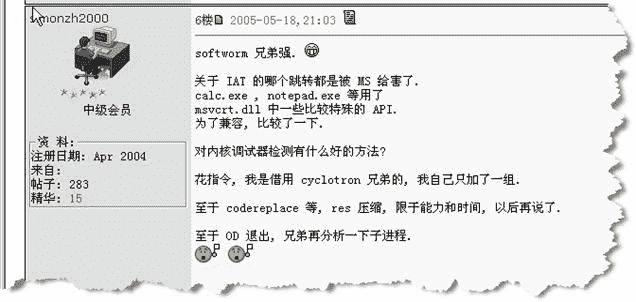 simonzh2000
6楼 2005-05-18,21:03
softworm 兄弟强.
关于 IAT 的哪个跳转都是被 MS 给害了.
calc.exe , notepad.exe 等用了
msvcrt.dll 中一些比较特殊的 API.
为了兼容, 比较了一下.
中级会员
资 料:
注册日期: Apr 2004
来自:
帖子: 283
精华: 15
对内核调试器检测有什么好的方法?
花指令, 我是借用 cyclotron 兄弟的, 我自己只加了一组.
至于 codereplace 等, res 压缩, 限于能力和时间, 以后再说了.
至于 OD 退出, 兄弟再分析一下子进程.